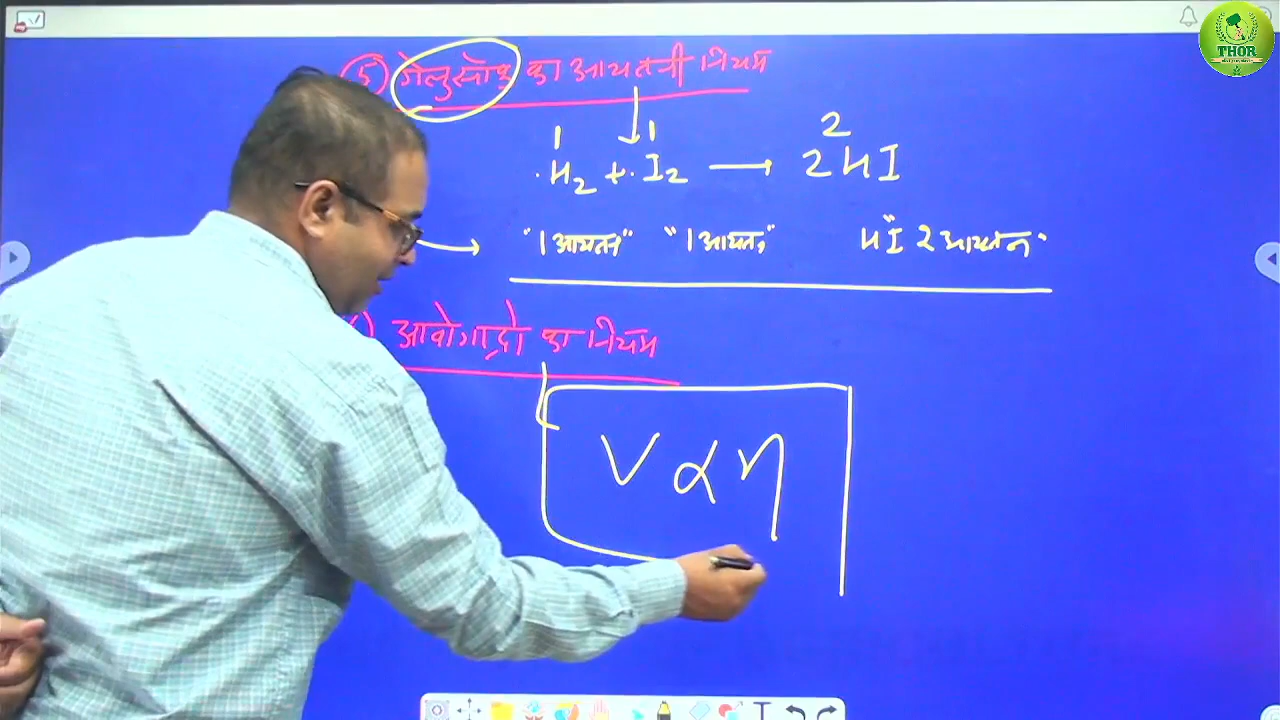 THOR
5) गेलुसॉक का आयतनी नियम
1 1 2
H₂ + I₂ → 2HI
"1 आयतन" "1 आयतन" HI "2 आयतन"
आवोगाद्रो का नियम
V α η
T